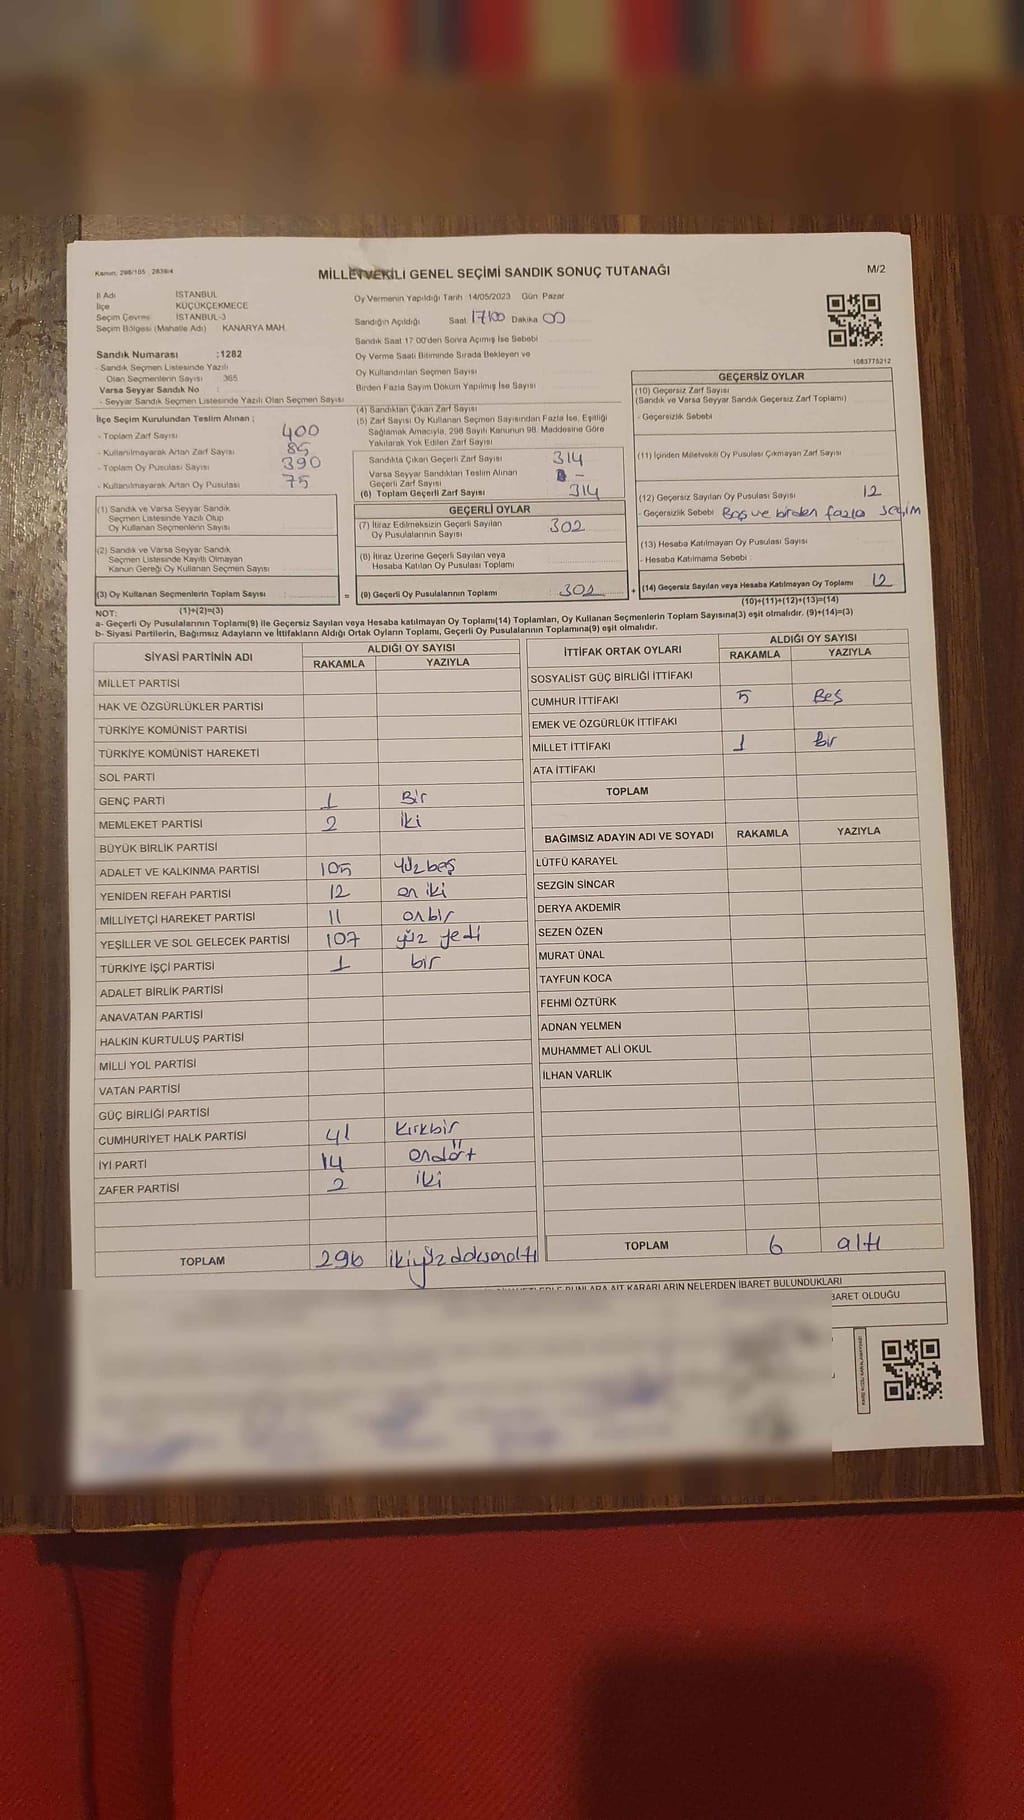 Kanun: 298/105 2839/4
MİLLETVEKİLİ GENEL SEÇİMİ SANDIK SONUÇ TUTANAĞI
M/2
İl Adı İSTANBUL
İlçe KÜÇÜKÇEKMECE
Seçim Çevresi İSTANBUL-3
Seçim Bölgesi (Mahalle Adı) KANARYA MAH.
Oy Vermenin Yapıldığı Tarih 14/05/2023 Gün Pazar
Sandığın Açıldığı Saat 17:00 Dakika 00
Sandık Saat 17 00'den Sonra Açımış İse Sebebi
Oy Verme Saati Bitiminde Sırada Bekleyen ve
Oy Kullandırılan Seçmen Sayısı
Birden Fazla Sayım Döküm Yapılmış İse Sayısı
1083775212
Sandık Numarası :1282
- Sandık Seçmen Listesinde Yazılı
Olan Seçmenlerin Sayısı 365
Varsa Seyyar Sandık No :
- Seyyar Sandık Seçmen Listesinde Yazılı Olan Seçmen Sayısı
İlçe Seçim Kurulundan Teslim Alınan ;
- Toplam Zarf Sayısı 400
- Kullanılmayarak Artan Zarf Sayısı 85
- Toplam Oy Pusulası Sayısı 390
- Kullanılmayarak Artan Oy Pusulası 75
(1) Sandık ve Varsa Seyyar Sandık
Seçmen Listesinde Yazılı Olup
Oy Kullanan Seçmenlerin Sayısı
(2) Sandık ve Varsa Seyyar Sandık
Seçmen Listesinde Kayıtlı Olmayan
Kanun Gereği Oy Kullanan Seçmen Sayısı
(3) Oy Kullanan Seçmenlerin Toplam Sayısı :
(1)+(2)=(3)
(4) Sandıktan Çıkan Zarf Sayısı
(5) Zarf Sayısı Oy Kullanan Seçmen Sayısından Fazla İse, Eşitliği
Sağlamak Amacıyla, 298 Sayılı Kanunun 98. Maddesine Göre
Yakılarak Yok Edilen Zarf Sayısı
Sandıkta Çıkan Geçerli Zarf Sayısı 314
Varsa Seyyar Sandıktan Teslim Alınan
Geçerli Zarf Sayısı -
(6) Toplam Geçerli Zarf Sayısı 314
GEÇERLİ OYLAR
(7) İtiraz Edilmeksizin Geçerli Sayılan
Oy Pusulalarının Sayısı 302
(8) İtiraz Üzerine Geçerli Sayılan veya
Hesaba Katılan Oy Pusulası Toplamı
= (9) Geçerli Oy Pusulalarının Toplamı : 302 +
GEÇERSİZ OYLAR
(10) Geçersiz Zarf Sayısı
(Sandık ve Varsa Seyyar Sandık Geçersiz Zarf Toplamı)
- Geçersizlik Sebebi
(11) İçinden Milletvekili Oy Pusulası Çıkmayan Zarf Sayısı
(12) Geçersiz Sayılan Oy Pusulası Sayısı 12
- Geçersizlik Sebebi Boş ve birden fazla seçim
(13) Hesaba Katılmayan Oy Pusulası Sayısı
- Hesaba Katılmama Sebebi :
(14) Geçersiz Sayılan veya Hesaba Katılmayan Oy Toplamı 12
(10)+(11)+(12)+(13)=(14)
NOT:
a- Geçerli Oy Pusulalarının Toplamı(9) ile Geçersiz Sayılan veya Hesaba katılmayan Oy Toplamı(14) Toplamları, Oy Kullanan Seçmenlerin Toplam Sayısına(3) eşit olmalıdır. (9)+(14)=(3)
b- Siyasi Partilerin, Bağımsız Adayların ve İttifakların Aldığı Ortak Oyların Toplamı, Geçerli Oy Pusulalarının Toplamına(9) eşit olmalıdır.
SİYASİ PARTİNİN ADI ALDIĞI OY SAYISI
RAKAMLA YAZIYLA
MİLLET PARTİSİ
HAK VE ÖZGÜRLÜKLER PARTİSİ
TÜRKİYE KOMÜNİST PARTİSİ
TÜRKİYE KOMÜNİST HAREKETİ
SOL PARTİ
GENÇ PARTİ 1 Bir
MEMLEKET PARTİSİ 2 iki
BÜYÜK BİRLİK PARTİSİ
ADALET VE KALKINMA PARTİSİ 105 yüzbeş
YENİDEN REFAH PARTİSİ 12 on iki
MİLLİYETÇİ HAREKET PARTİSİ 11 onbir
YEŞİLLER VE SOL GELECEK PARTİSİ 107 yüz yedi
TÜRKİYE İŞÇİ PARTİSİ 1 bir
ADALET BİRLİK PARTİSİ
ANAVATAN PARTİSİ
HALKIN KURTULUŞ PARTİSİ
MİLLİ YOL PARTİSİ
VATAN PARTİSİ
GÜÇ BİRLİĞİ PARTİSİ
CUMHURİYET HALK PARTİSİ 41 Kırkbir
İYİ PARTİ 14 ondört
ZAFER PARTİSİ 2 iki
TOPLAM 296 ikiyüzdoksanaltı
İTTİFAK ORTAK OYLARI ALDIĞI OY SAYISI
RAKAMLA YAZIYLA
SOSYALİST GÜÇ BİRLİĞİ İTTİFAKI
CUMHUR İTTİFAKI 5 Beş
EMEK VE ÖZGÜRLÜK İTTİFAKI
MİLLET İTTİFAKI 1 bir
ATA İTTİFAKI
TOPLAM
BAĞIMSIZ ADAYIN ADI VE SOYADI RAKAMLA YAZIYLA
LÜTFÜ KARAYEL
SEZGİN SİNCAR
DERYA AKDEMİR
SEZEN ÖZEN
MURAT ÜNAL
TAYFUN KOCA
FEHMİ ÖZTÜRK
ADNAN YELMEN
MUHAMMET ALİ OKUL
İLHAN VARLIK
TOPLAM 6 altı
BUNLARA AİT KARARLARIN NELERDEN İBARET BULUNDUKLARI
İBARET OLDUĞU